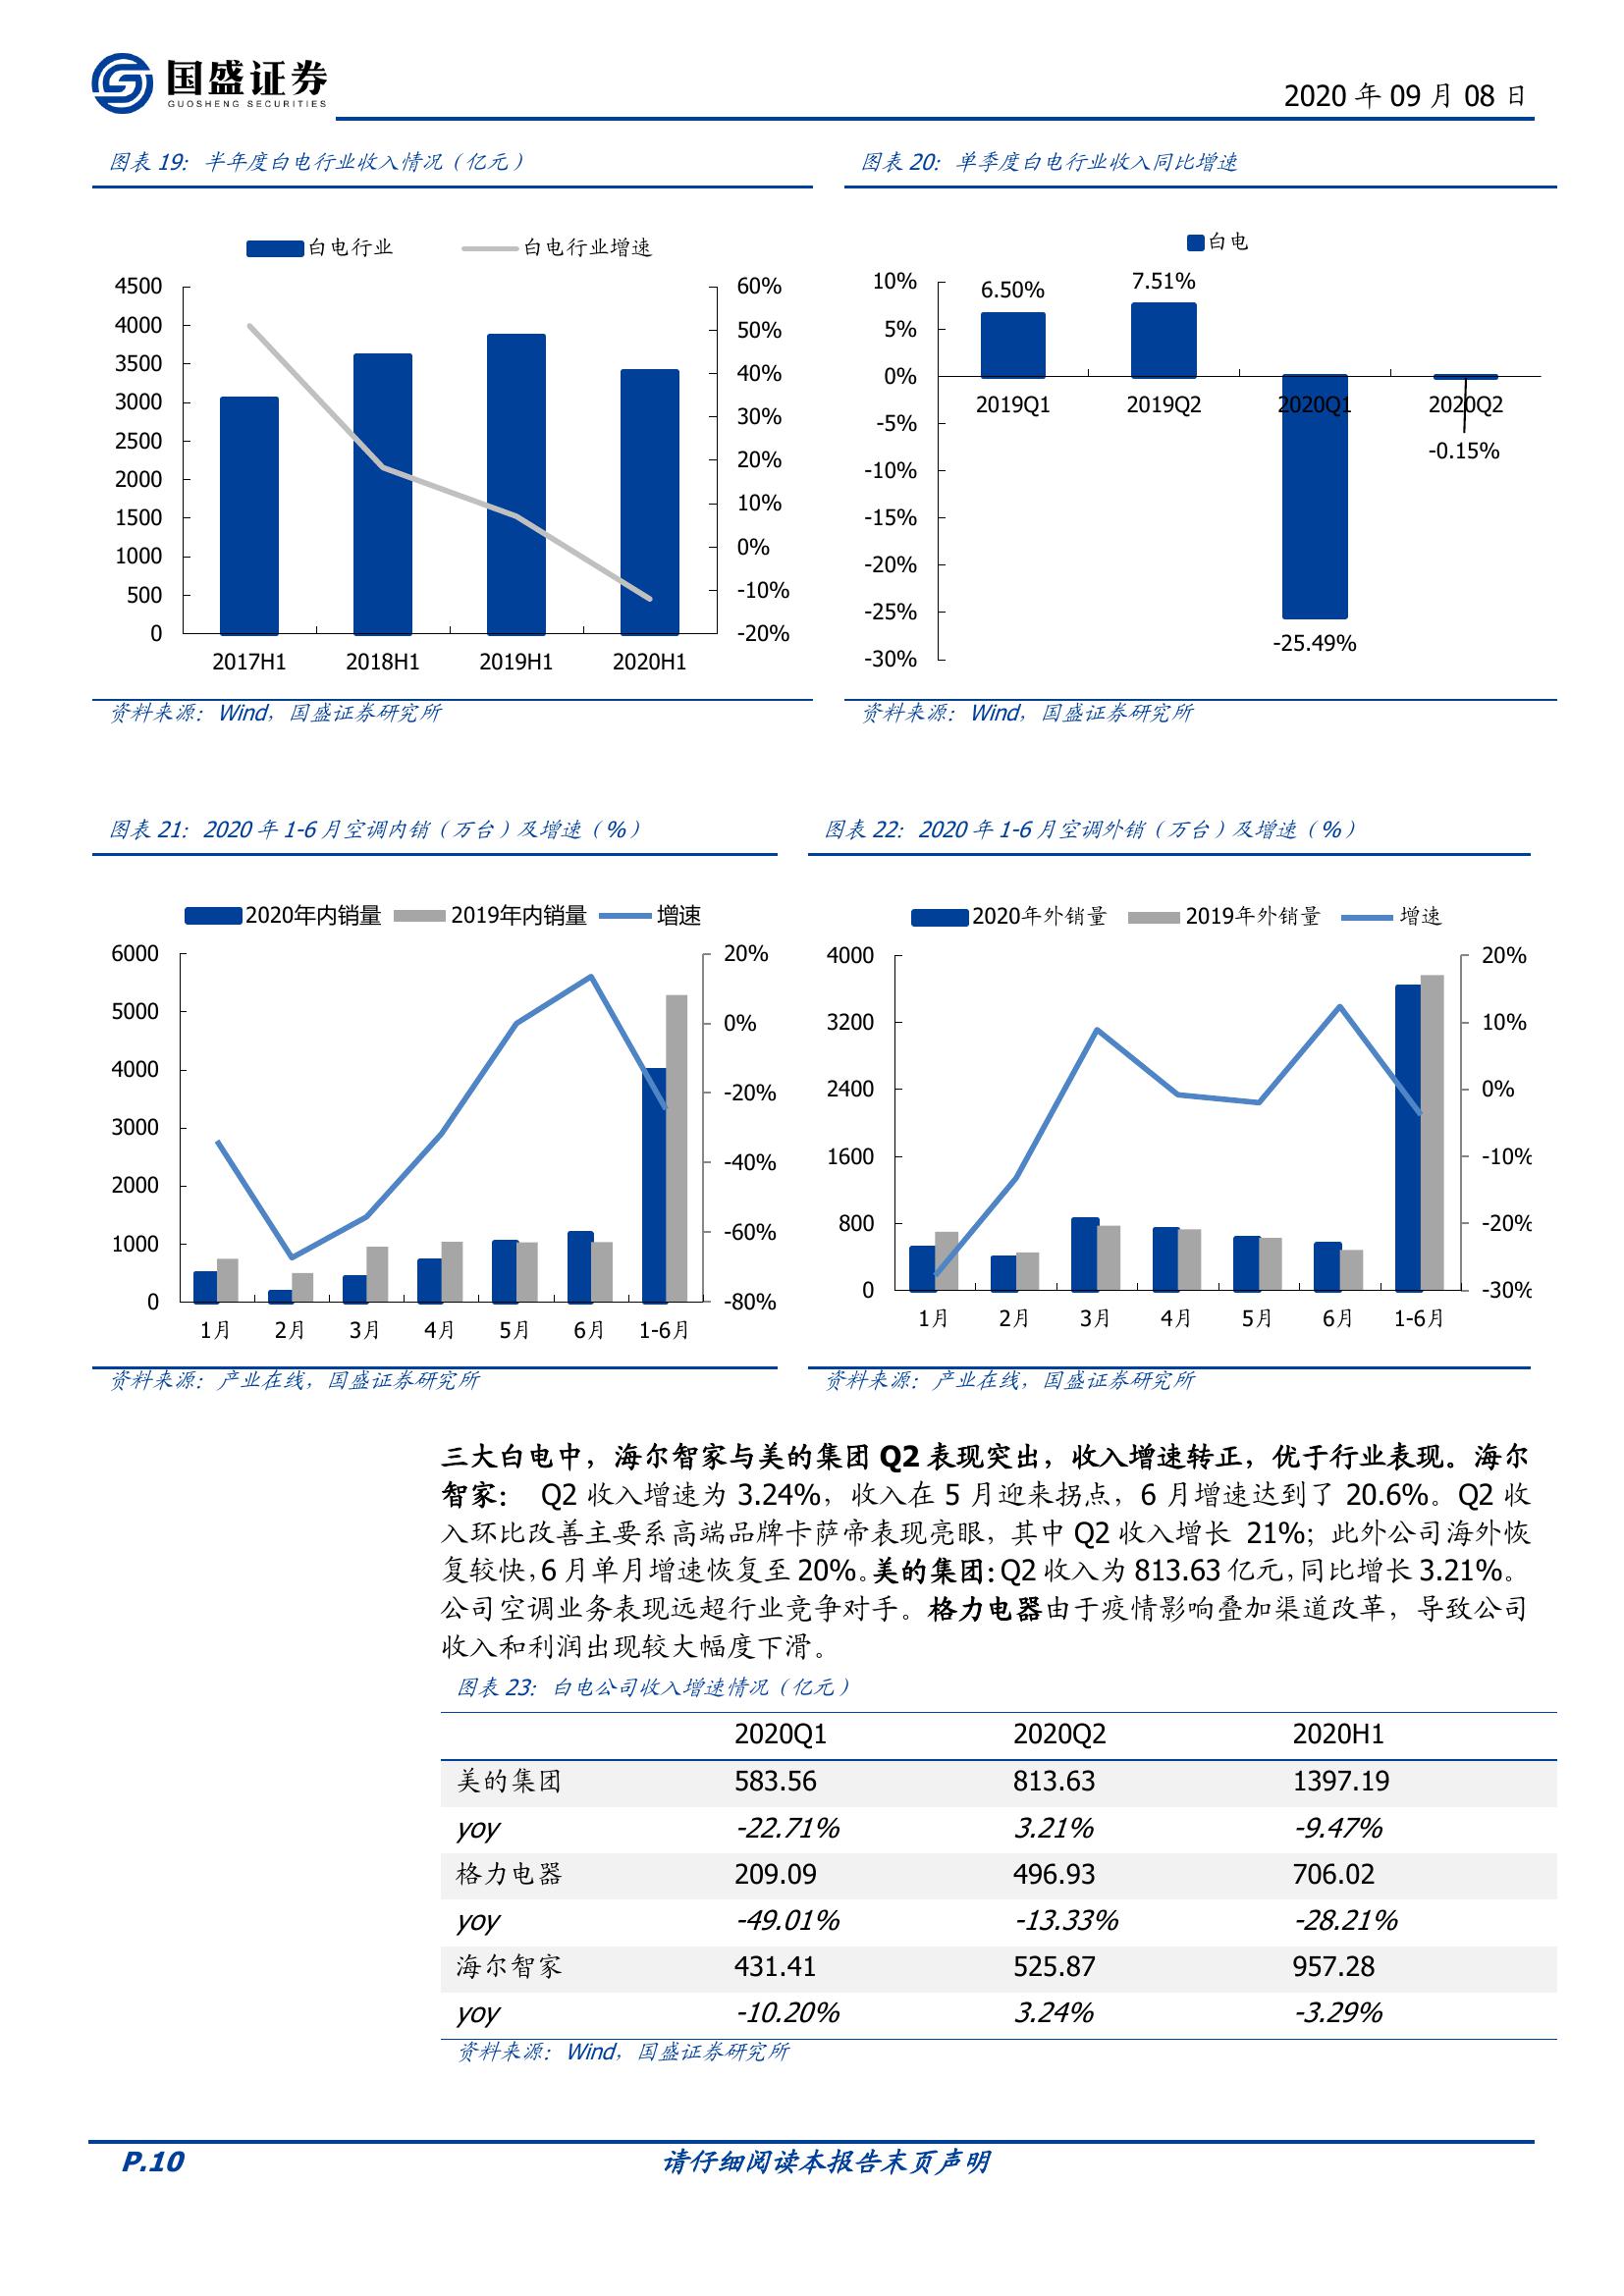 国盛证券
GUOSHENG SECURITIES
2020 年 09 月 08 日
图表 19：半年度白电行业收入情况（亿元）
白电行业 白电行业增速
4500 60%
4000 50%
3500 40%
3000 30%
2500 20%
2000 10%
1500 0%
1000 -10%
500 -20%
0
2017H1 2018H1 2019H1 2020H1
资料来源：Wind，国盛证券研究所
图表 20：单季度白电行业收入同比增速
白电
10%
5%
0%
-5%
-10%
-15%
-20%
-25%
-30%
6.50% 7.51%
2019Q1 2019Q2 2020Q1 2020Q2
-0.15%
-25.49%
资料来源：Wind，国盛证券研究所
图表 21：2020 年 1-6 月空调内销（万台）及增速（%）
2020年内销量 2019年内销量 增速
6000 20%
5000 0%
4000 -20%
3000 -40%
2000 -60%
1000 -80%
0
1月 2月 3月 4月 5月 6月 1-6月
资料来源：产业在线，国盛证券研究所
图表 22：2020 年 1-6 月空调外销（万台）及增速（%）
2020年外销量 2019年外销量 增速
4000 20%
3200 10%
2400 0%
1600 -10%
800 -20%
0 -30%
1月 2月 3月 4月 5月 6月 1-6月
资料来源：产业在线，国盛证券研究所
三大白电中，海尔智家与美的集团 Q2 表现突出，收入增速转正，优于行业表现。海尔
智家： Q2 收入增速为 3.24%，收入在 5 月迎来拐点，6 月增速达到了 20.6%。Q2 收
入环比改善主要系高端品牌卡萨帝表现亮眼，其中 Q2 收入增长 21%；此外公司海外恢
复较快，6 月单月增速恢复至 20%。美的集团：Q2 收入为 813.63 亿元，同比增长 3.21%。
公司空调业务表现远超行业竞争对手。格力电器由于疫情影响叠加渠道改革，导致公司
收入和利润出现较大幅度下滑。
图表 23：白电公司收入增速情况（亿元）
2020Q1 2020Q2 2020H1
美的集团 583.56 813.63 1397.19
yoy -22.71% 3.21% -9.47%
格力电器 209.09 496.93 706.02
yoy -49.01% -13.33% -28.21%
海尔智家 431.41 525.87 957.28
yoy -10.20% 3.24% -3.29%
资料来源：Wind，国盛证券研究所
P.10 请仔细阅读本报告末页声明